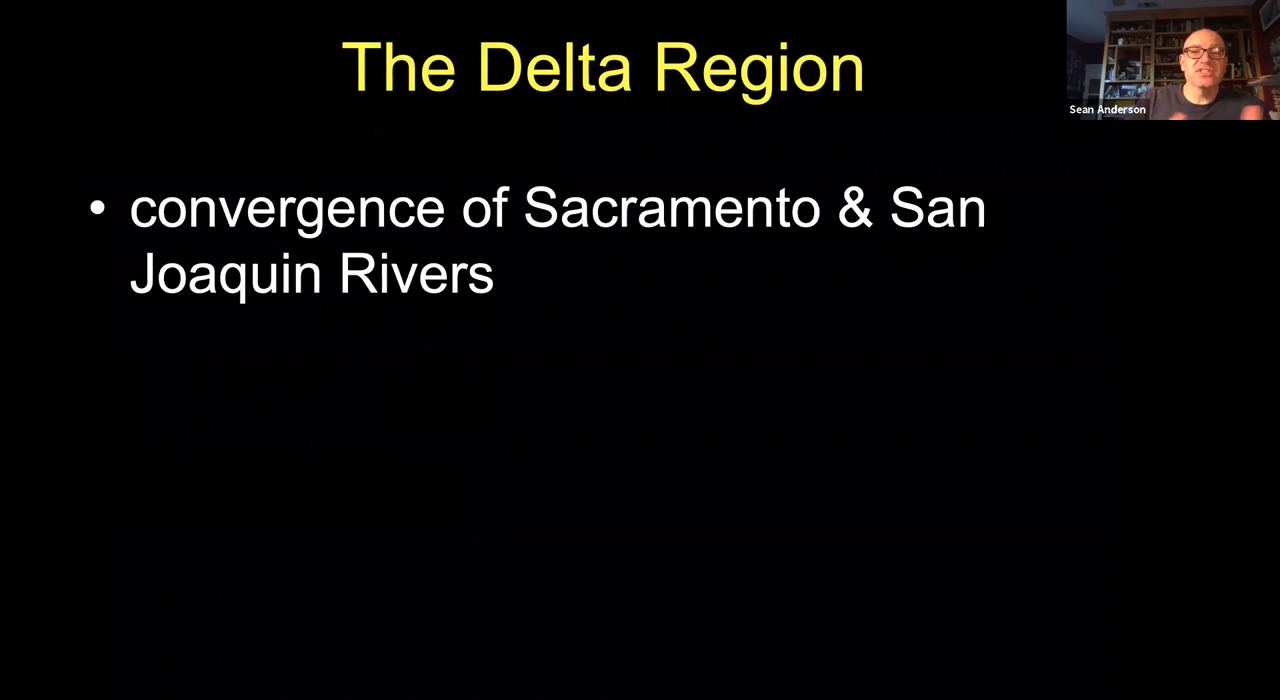 The Delta Region
Sean Anderson
• convergence of Sacramento & San
Joaquin Rivers